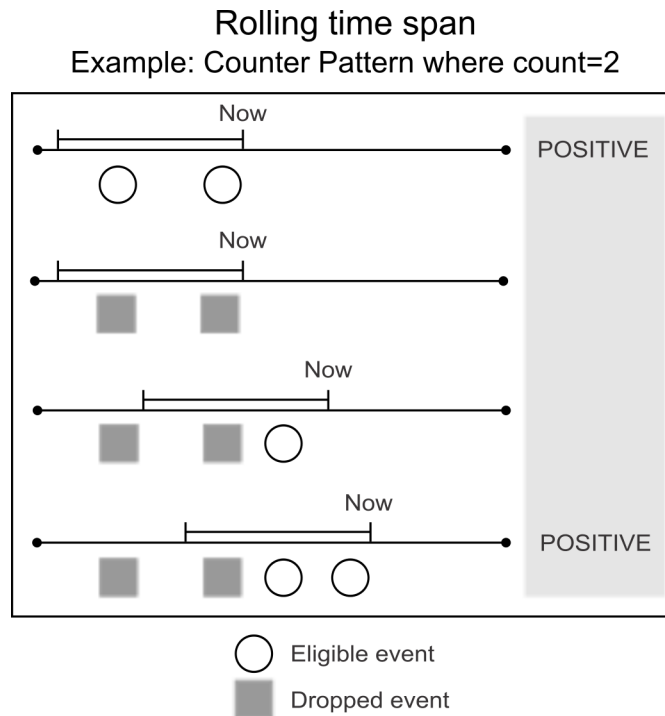 Rolling time span
Example: Counter Pattern where count=2
Now
POSITIVE
Now
Now
Now
POSITIVE
Eligible event
Dropped event